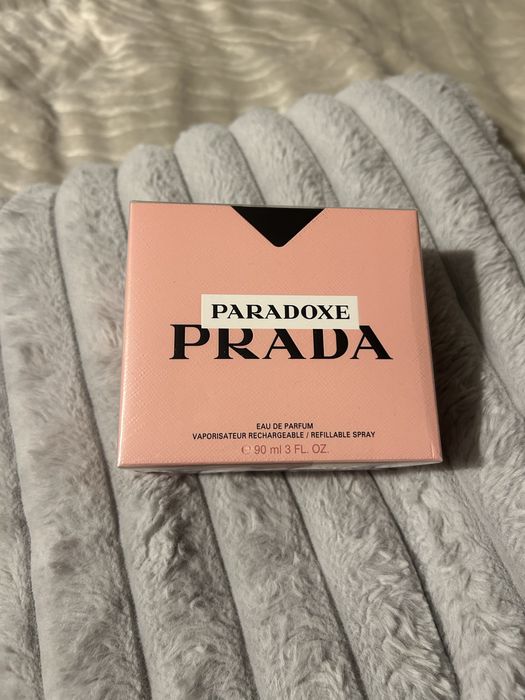 PARADOXE
PRADA
EAU DE PARFUM
VAPORISATEUR RECHARGEABLE / REFILLABLE SPRAY
℮ 90 ml 3 FL. OZ.